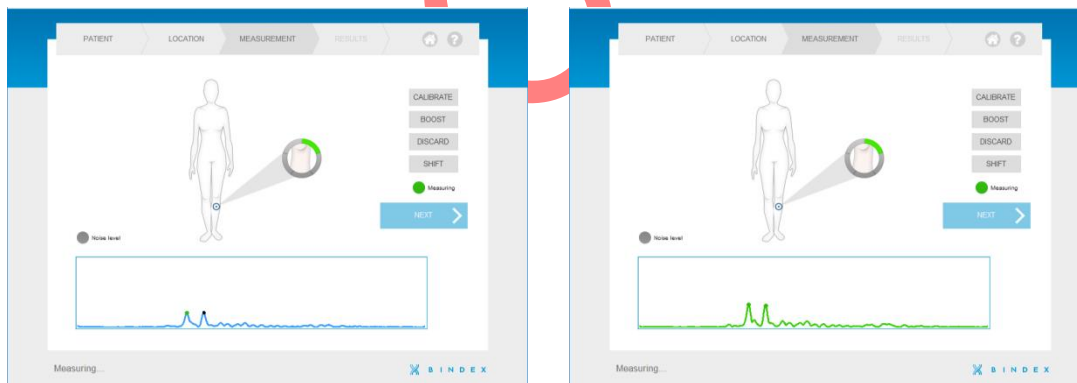 PATIENT
LOCATION
MEASUREMENT
RESULTS
?
CALIBRATE
BOOST
DISCARD
SHIFT
Measuring
NEXT
Noise level
Measuring...
BINDEX
PATIENT
LOCATION
MEASUREMENT
RESULTS
?
CALIBRATE
BOOST
DISCARD
SHIFT
Measuring
NEXT
Noise level
Measuring...
BINDEX